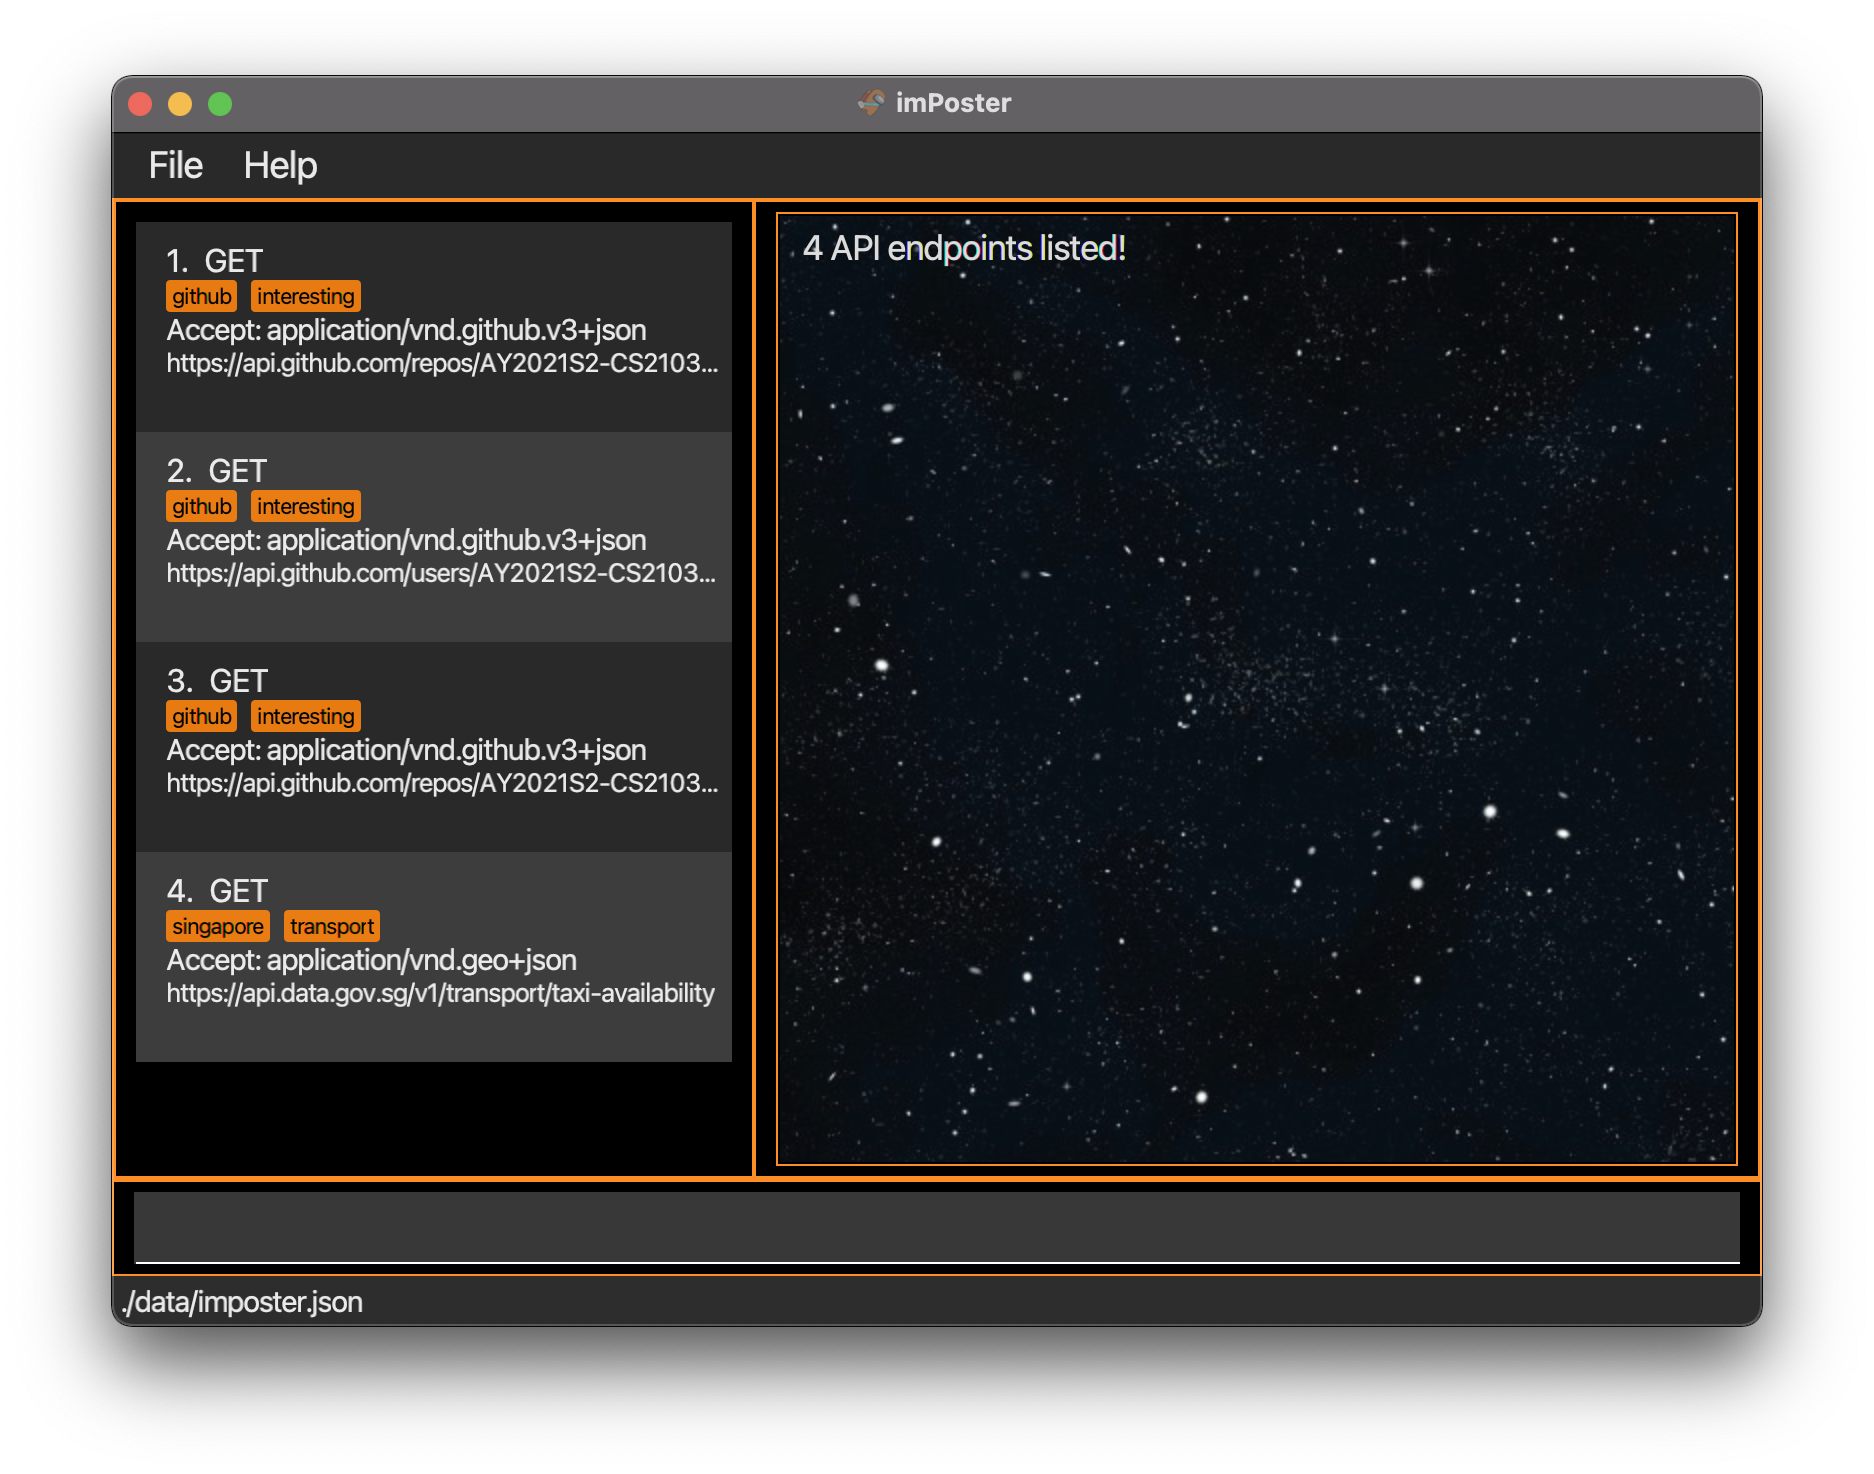 imPoster
File Help
1. GET
github interesting
Accept: application/vnd.github.v3+json
https://api.github.com/repos/AY2021S2-CS2103...
2. GET
github interesting
Accept: application/vnd.github.v3+json
https://api.github.com/users/AY2021S2-CS2103...
3. GET
github interesting
Accept: application/vnd.github.v3+json
https://api.github.com/repos/AY2021S2-CS2103...
4. GET
singapore transport
Accept: application/vnd.geo+json
https://api.data.gov.sg/v1/transport/taxi-availability
4 API endpoints listed!
./data/imposter.json